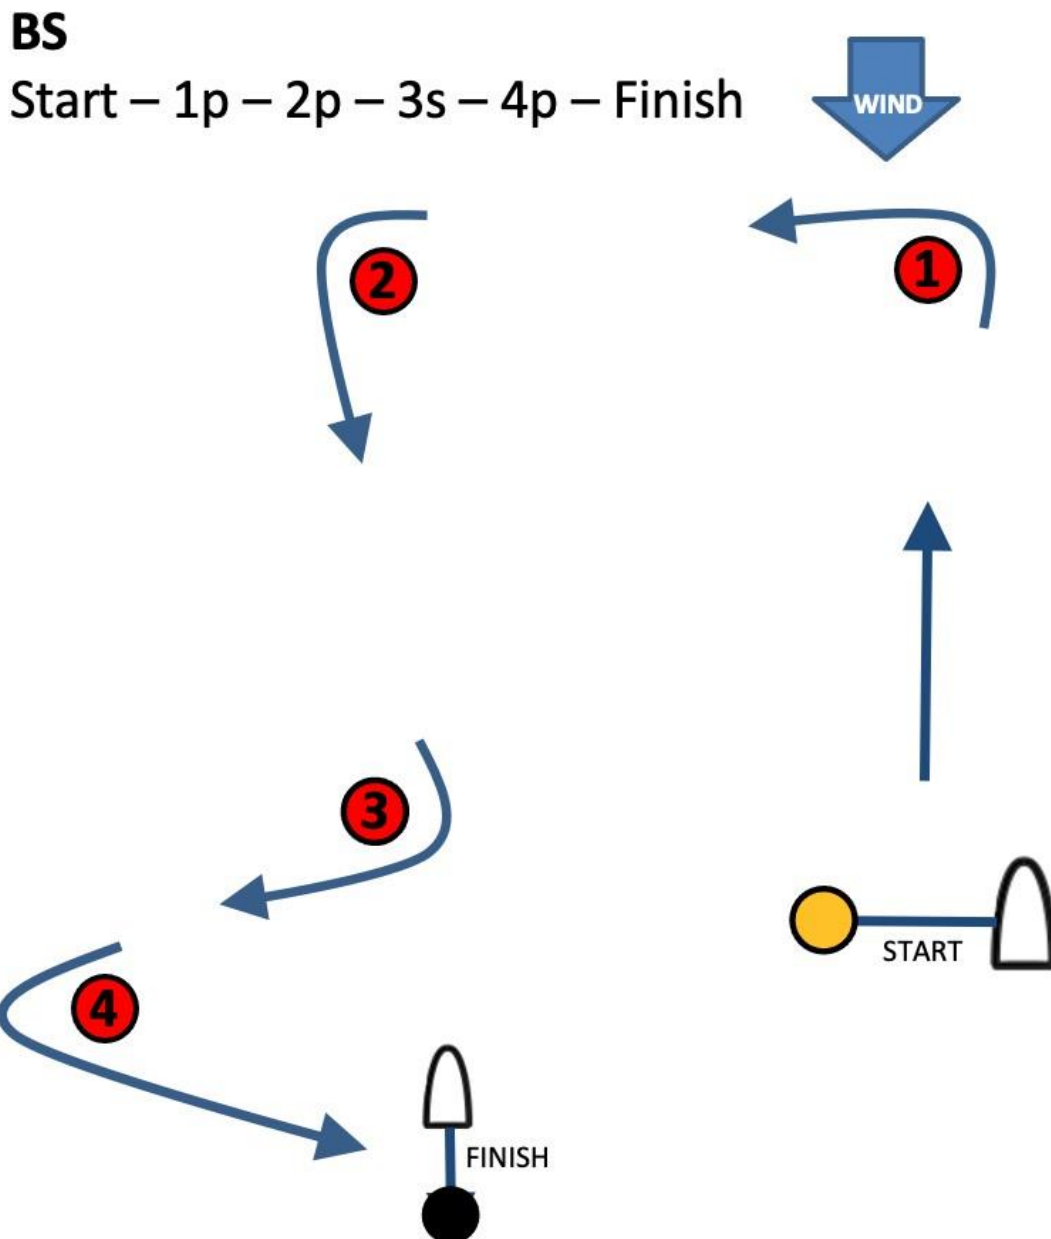 BS
Start – 1p – 2p – 3s – 4p – Finish
WIND
2
1
3
START
4
FINISH